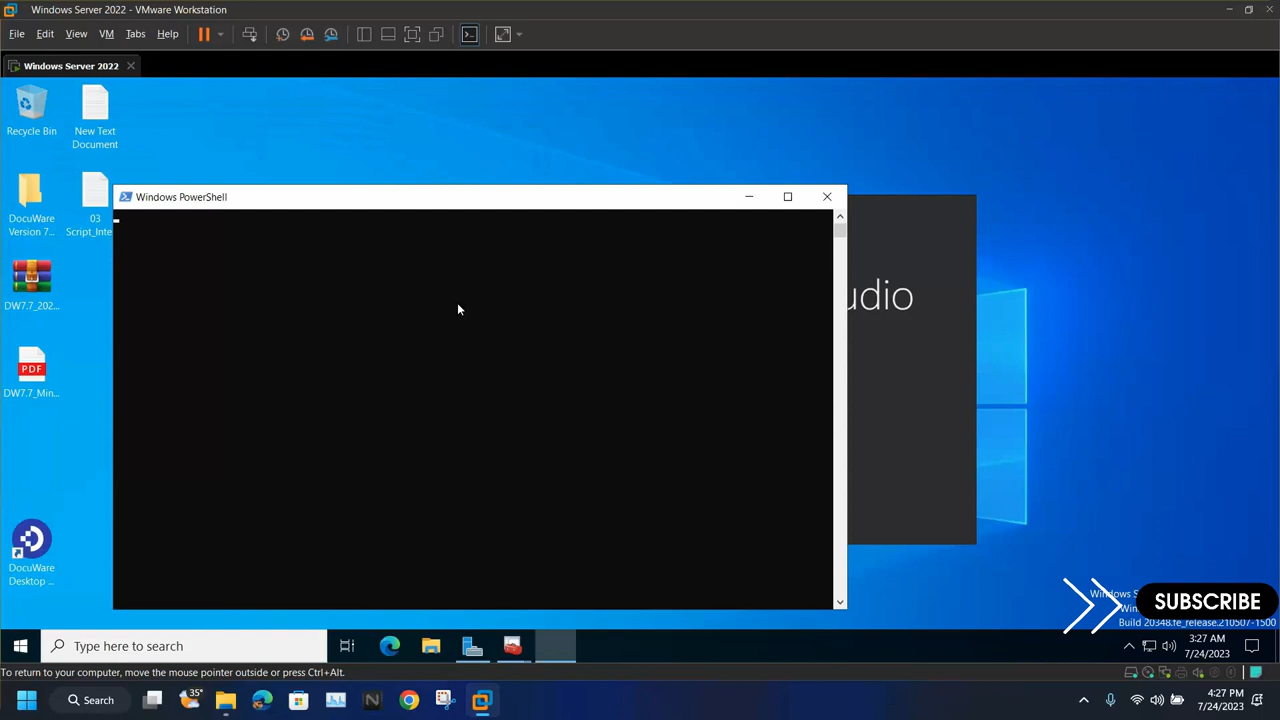 Windows Server 2022 - VMware Workstation
File Edit View VM Tabs Help
Windows Server 2022
Recycle Bin
New Text
Document
DocuWare
Version 7...
03
Script_Inte
DW7.7_202...
PDF
DW7.7_Min...
DocuWare
Desktop ...
Windows PowerShell
udio
SUBSCRIBE
Windows S
Win
Build 20348.fe_release.210507-1500
Type here to search
3:27 AM
7/24/2023
To return to your computer, move the mouse pointer outside or press Ctrl+Alt.
Search
35°
4:27 PM
7/24/2023